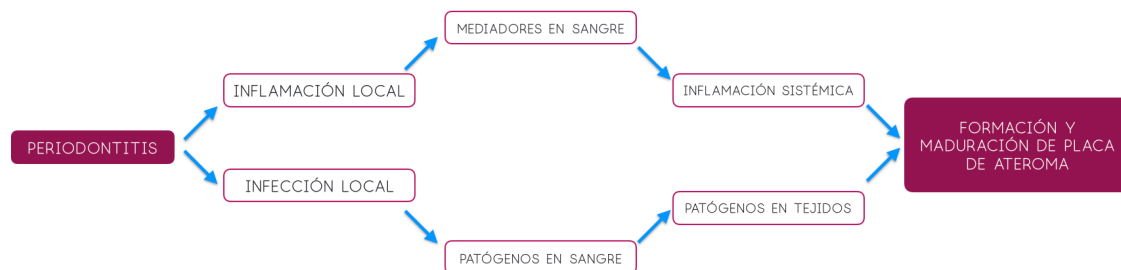 MEDIADORES EN SANGRE
INFLAMACIÓN LOCAL
INFLAMACIÓN SISTÉMICA
PERIODONTITIS
FORMACIÓN Y
MADURACIÓN DE PLACA
DE ATEROMA
INFECCIÓN LOCAL
PATÓGENOS EN TEJIDOS
PATÓGENOS EN SANGRE